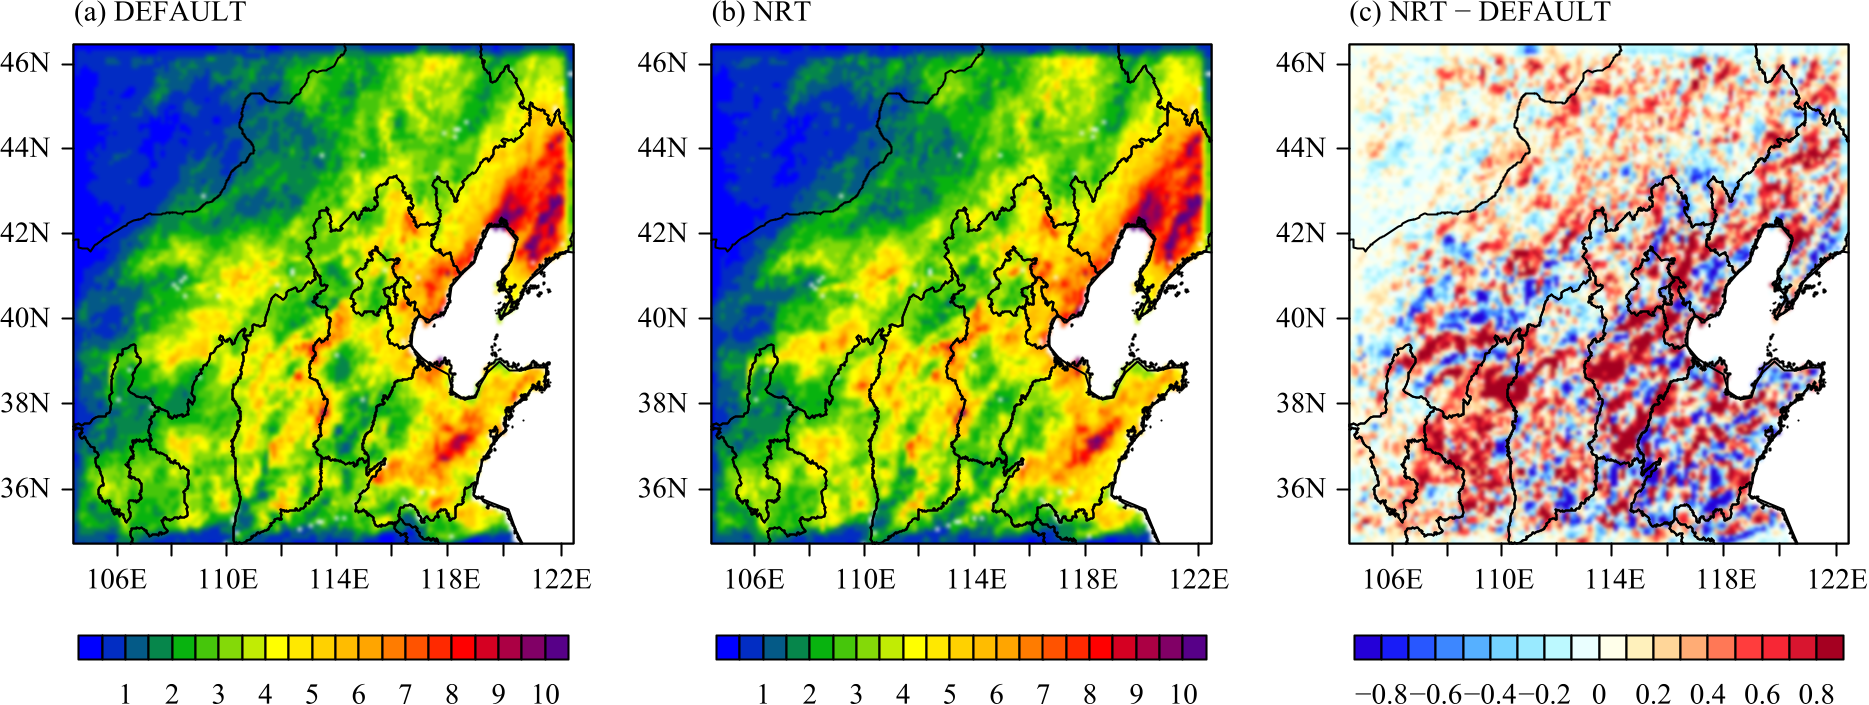 (a) DEFAULT
(b) NRT
(c) NRT − DEFAULT
46N
44N
42N
40N
38N
36N
106E 110E 114E 118E 122E
46N
44N
42N
40N
38N
36N
106E 110E 114E 118E 122E
46N
44N
42N
40N
38N
36N
106E 110E 114E 118E 122E
1 2 3 4 5 6 7 8 9 10
1 2 3 4 5 6 7 8 9 10
−0.8 −0.6 −0.4 −0.2 0 0.2 0.4 0.6 0.8